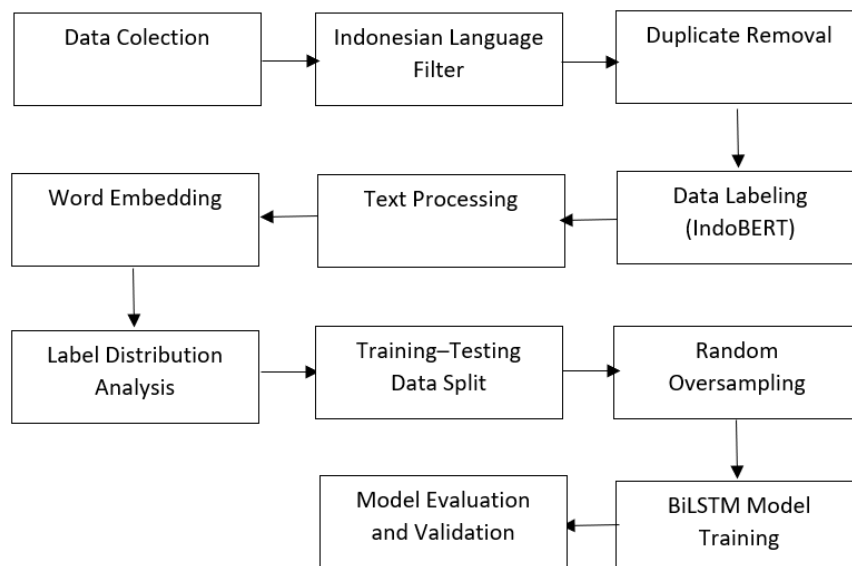 Data Colection
Indonesian Language
Filter
Duplicate Removal
Data Labeling
(IndoBERT)
Text Processing
Word Embedding
Label Distribution
Analysis
Training–Testing
Data Split
Random
Oversampling
BiLSTM Model
Training
Model Evaluation
and Validation